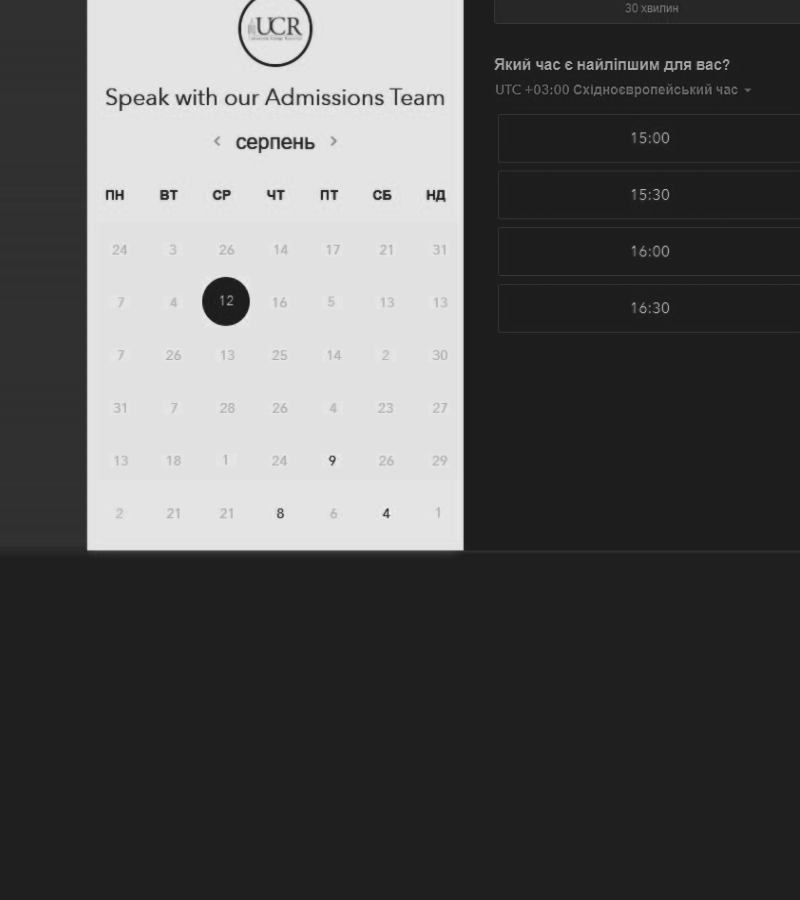 30 хвилин
UCR
Speak with our Admissions Team
серпень
ПН ВТ СР ЧТ ПТ СБ НД
24 3 26 14 17 21 31
7 4 12 16 5 13 13
7 26 13 25 14 2 30
31 7 28 26 4 23 27
13 18 1 24 9 26 29
2 21 21 8 6 4 1
Який час є найліпшим для вас?
UTC +03:00 Східноєвропейський час
15:00
15:30
16:00
16:30